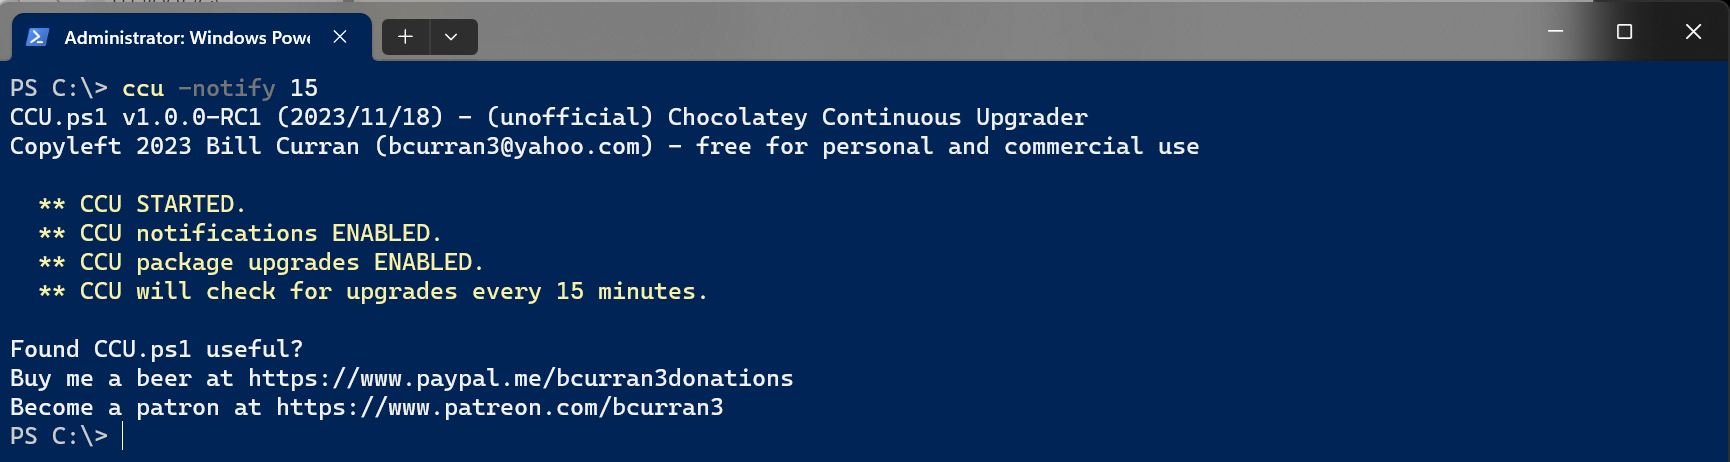 Administrator: Windows Powe
PS C:\> ccu -notify 15
CCU.ps1 v1.0.0-RC1 (2023/11/18) - (unofficial) Chocolatey Continuous Upgrader
Copyleft 2023 Bill Curran (bcurran3@yahoo.com) - free for personal and commercial use
** CCU STARTED.
** CCU notifications ENABLED.
** CCU package upgrades ENABLED.
** CCU will check for upgrades every 15 minutes.
Found CCU.ps1 useful?
Buy me a beer at https://www.paypal.me/bcurran3donations
Become a patron at https://www.patreon.com/bcurran3
PS C:\>